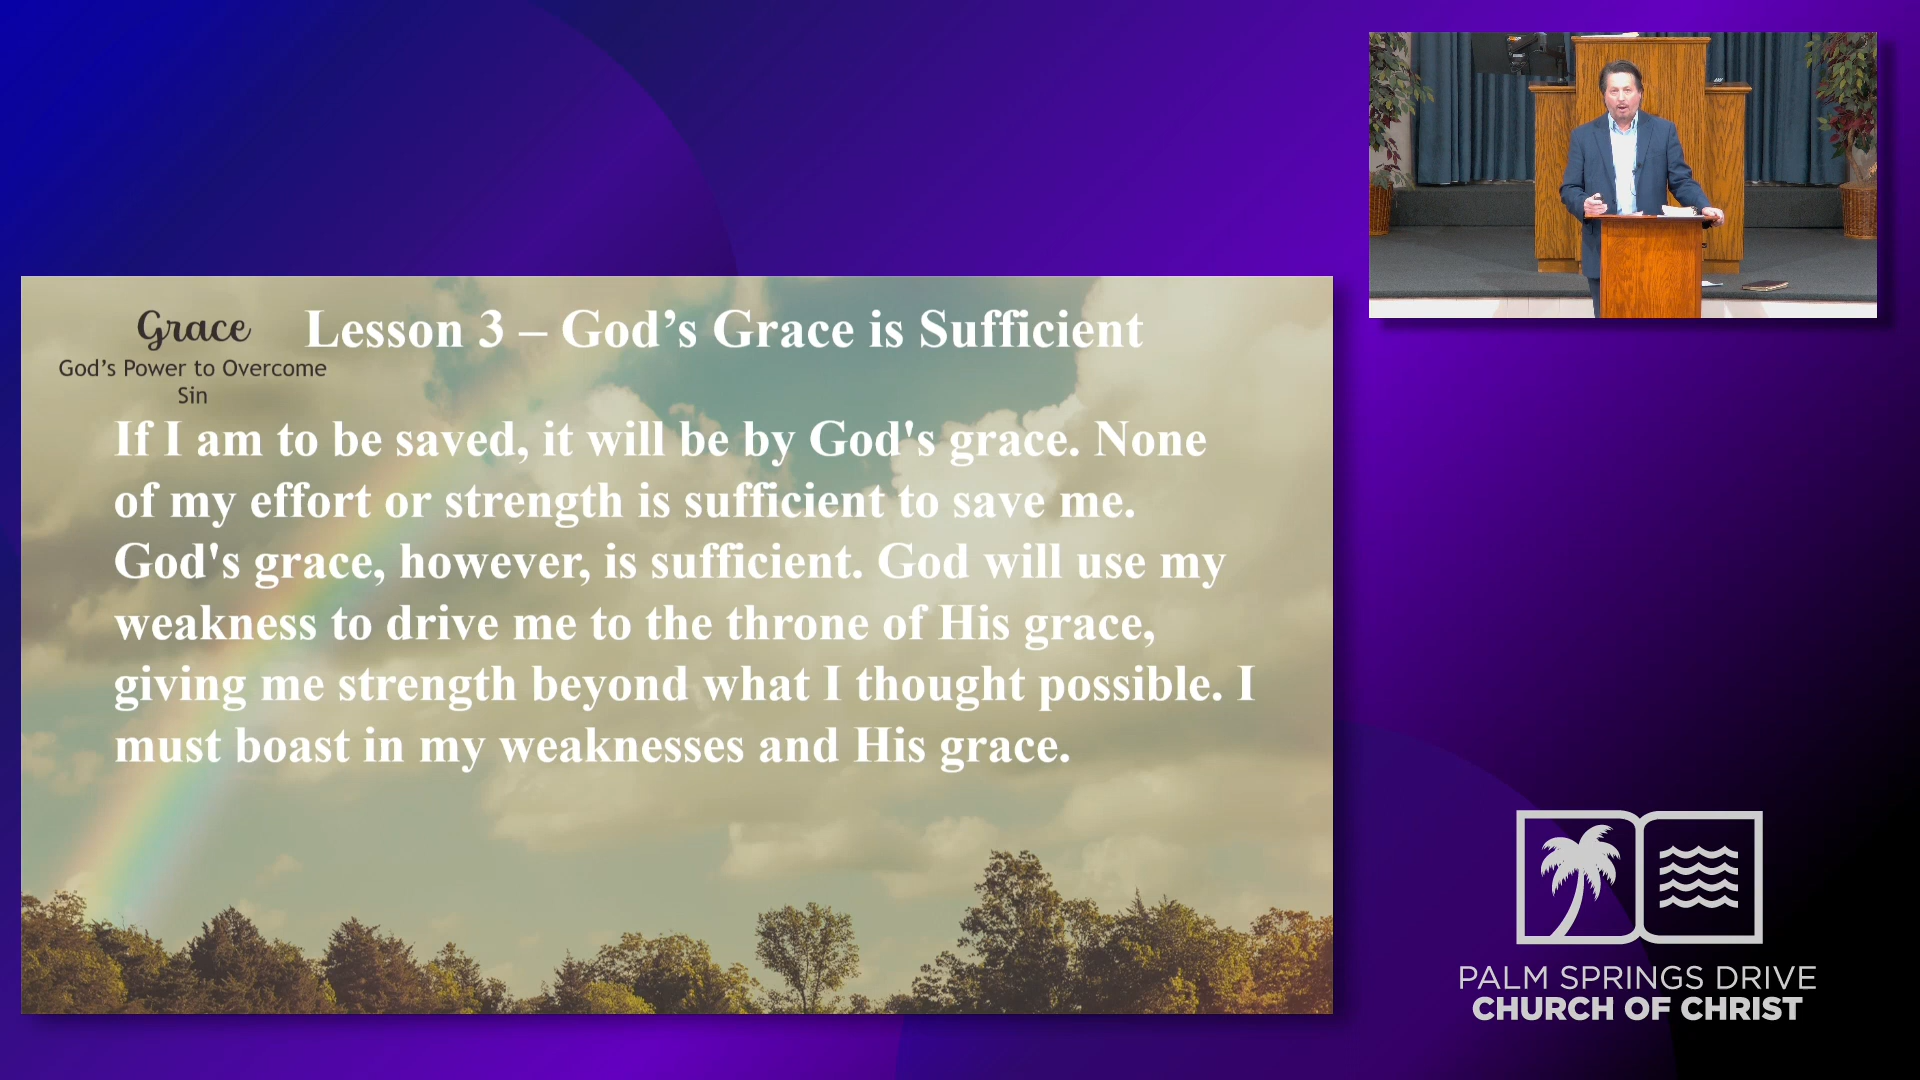 Grace
God’s Power to Overcome
Sin
Lesson 3 – God’s Grace is Sufficient
If I am to be saved, it will be by God's grace. None
of my effort or strength is sufficient to save me.
God's grace, however, is sufficient. God will use my
weakness to drive me to the throne of His grace,
giving me strength beyond what I thought possible. I
must boast in my weaknesses and His grace.
PALM SPRINGS DRIVE
CHURCH OF CHRIST